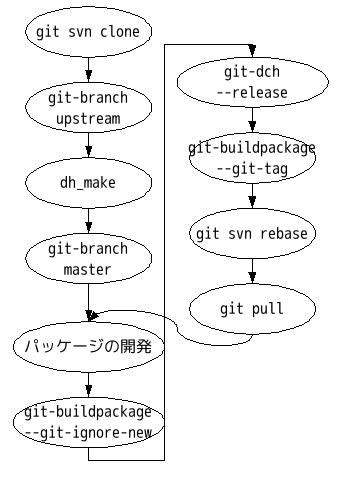 git svn clone
git-branch
upstream
dh_make
git-branch
master
パッケージの開発
git-buildpackage
--git-ignore-new
git-dch
--release
git-buildpackage
--git-tag
git svn rebase
git pull